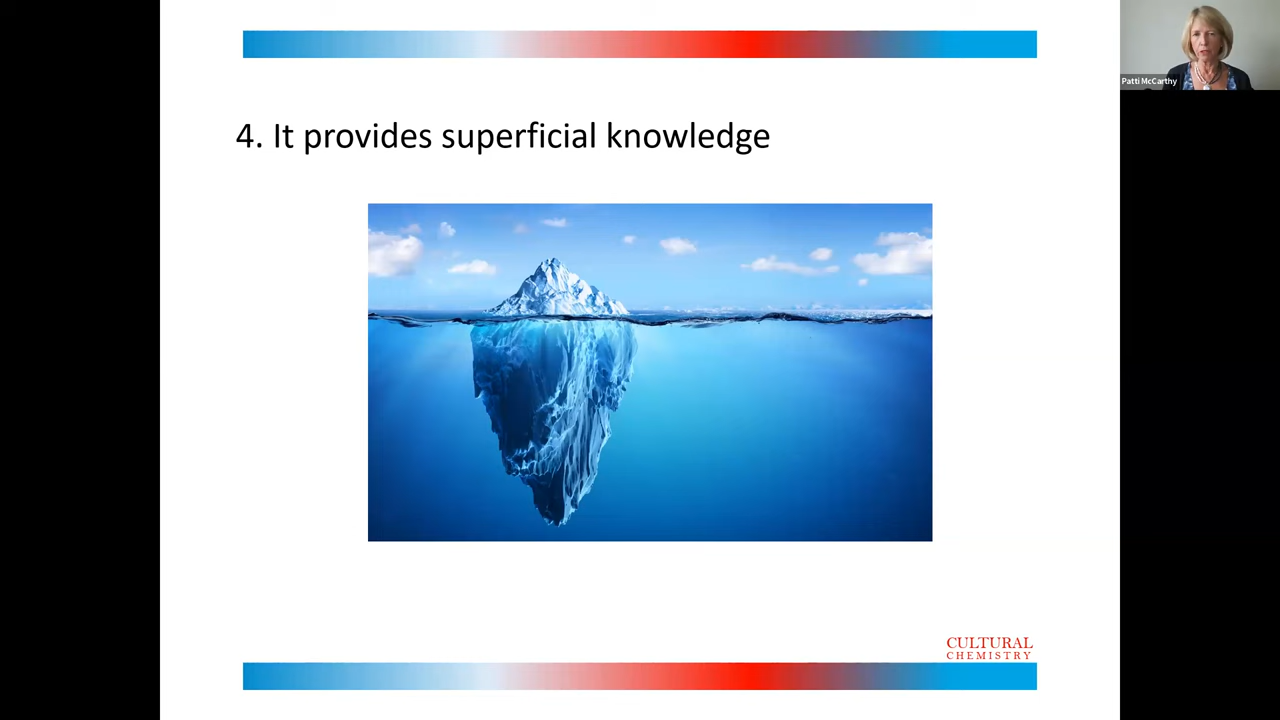 Patti McCarthy
4. It provides superficial knowledge
CULTURAL
CHEMISTRY